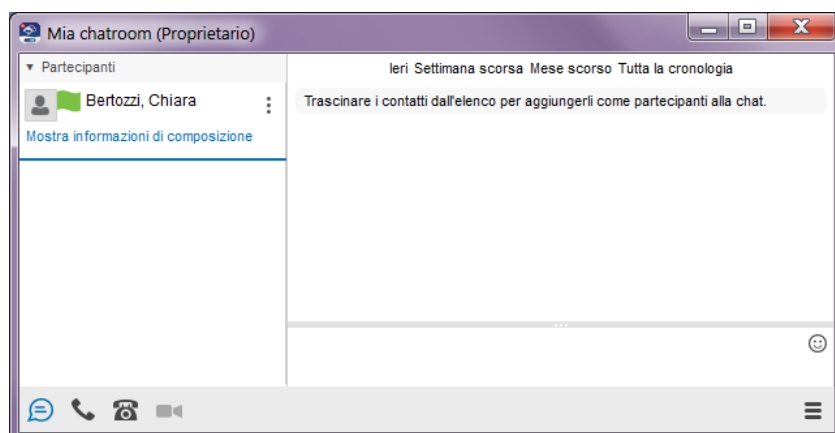 Mia chatroom (Proprietario)
Partecipanti
Bertozzi, Chiara
Mostra informazioni di composizione
Ieri Settimana scorsa Mese scorso Tutta la cronologia
Trascinare i contatti dall'elenco per aggiungerli come partecipanti alla chat.